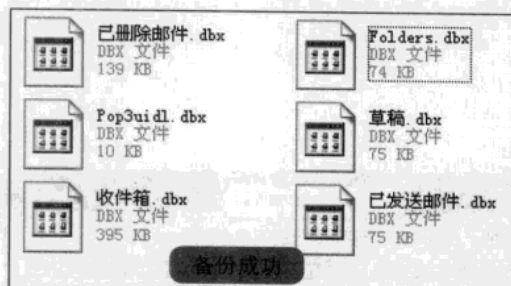 已删除邮件.dbx
DBX 文件
139 KB
Folders.dbx
DBX 文件
74 KB
Pop3uidl.dbx
DBX 文件
10 KB
草稿.dbx
DBX 文件
75 KB
收件箱.dbx
DBX 文件
395 KB
已发送邮件.dbx
DBX 文件
75 KB
备份成功